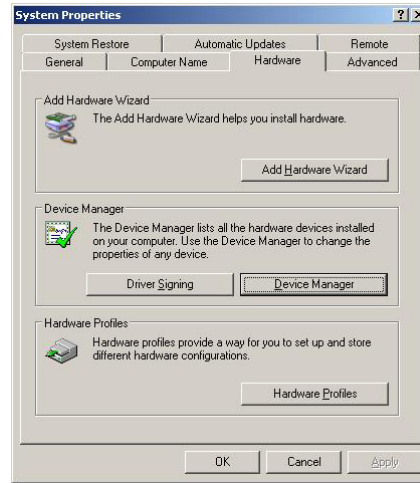 System Properties
System Restore Automatic Updates Remote
General Computer Name Hardware Advanced
Add Hardware Wizard
The Add Hardware Wizard helps you install hardware.
Add Hardware Wizard
Device Manager
The Device Manager lists all the hardware devices installed
on your computer. Use the Device Manager to change the
properties of any device.
Driver Signing Device Manager
Hardware Profiles
Hardware profiles provide a way for you to set up and store
different hardware configurations.
Hardware Profiles
OK Cancel Apply